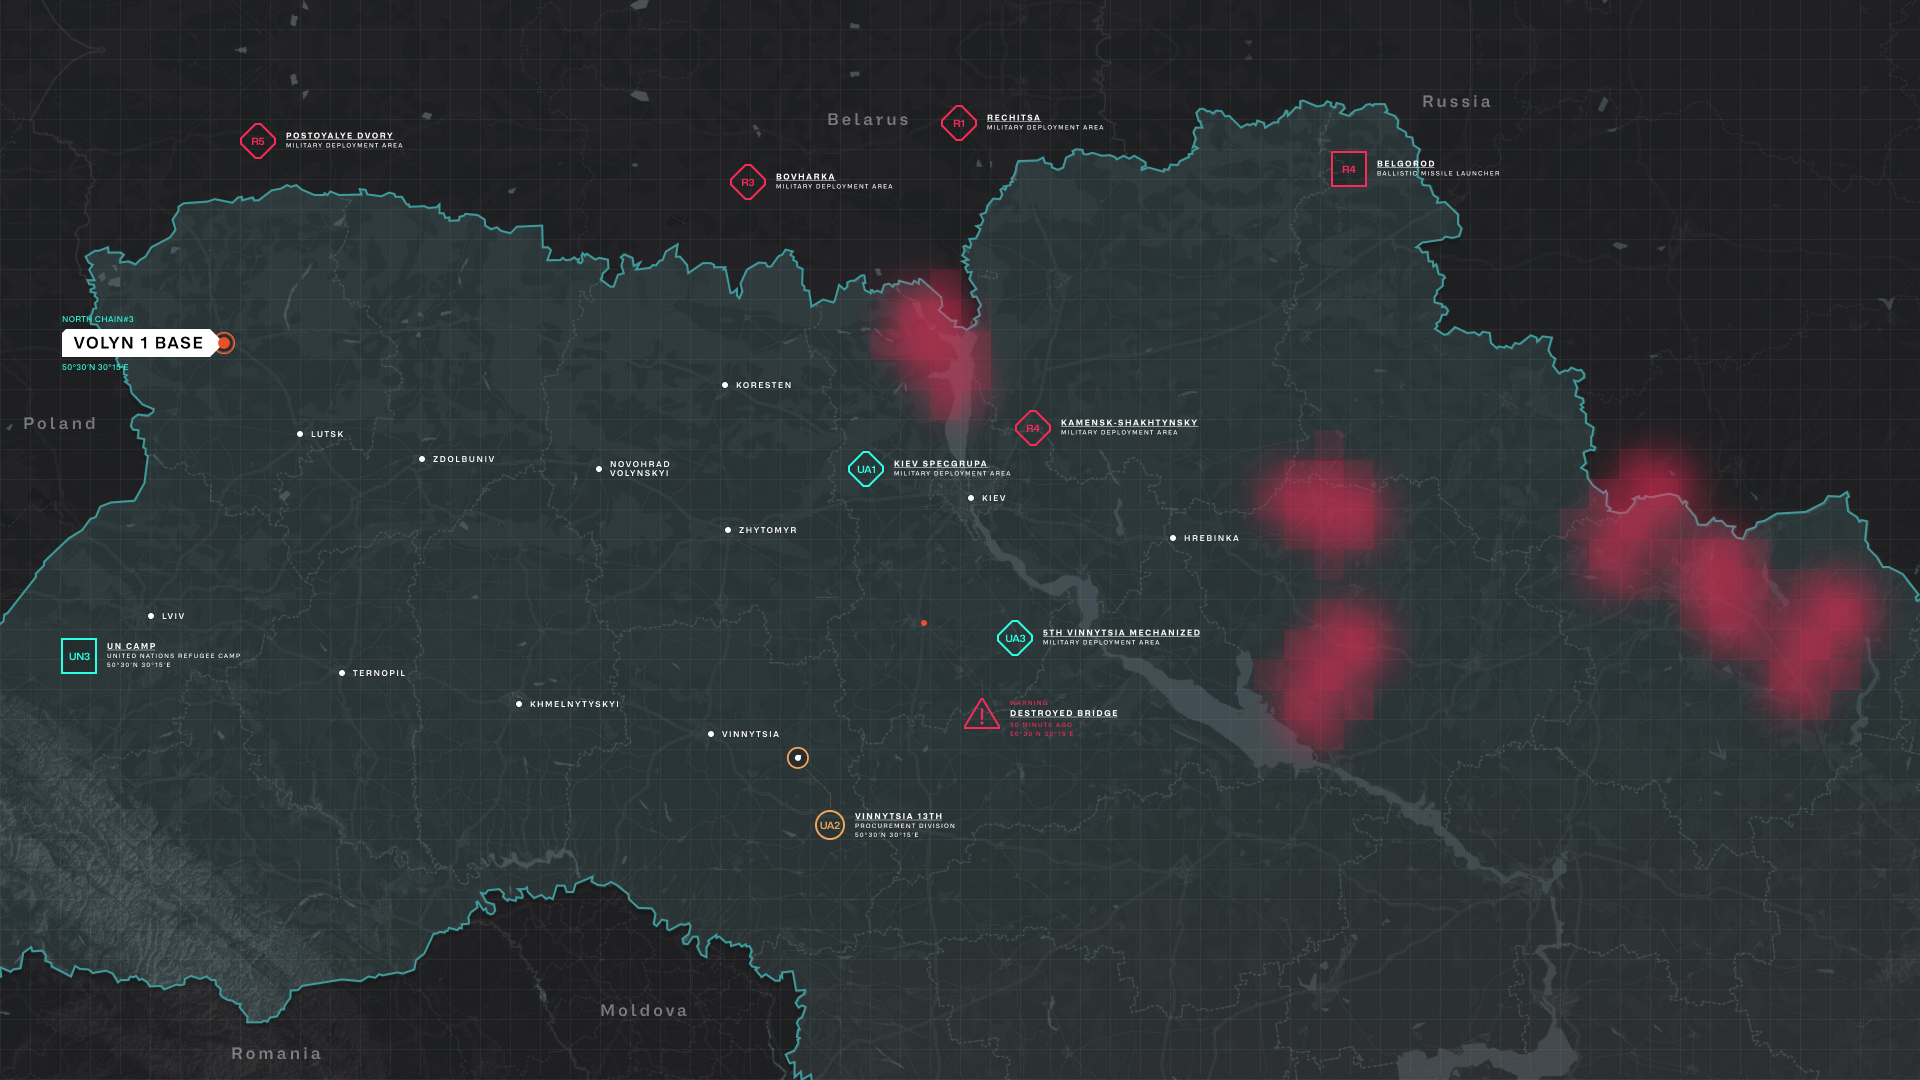 Russia
Belarus
R1
RECHITSA
MILITARY DEPLOYMENT AREA
R5
POSTOYALYE DVORY
MILITARY DEPLOYMENT AREA
R4
BELGOROD
BALLISTIC MISSILE LAUNCHER
R3
BOVHARKA
MILITARY DEPLOYMENT AREA
NORTH CHAIN#3
VOLYN 1 BASE
50°30'N 30°15'E
KORESTEN
Poland
R4
KAMENSK-SHAKHTYNSKY
MILITARY DEPLOYMENT AREA
LUTSK
ZDOLBUNIV
NOVOHRAD
VOLYNSKYI
UA1
KIEV SPECGRUPA
MILITARY DEPLOYMENT AREA
KIEV
ZHYTOMYR
HREBINKA
LVIV
UN3
UN CAMP
UNITED NATIONS REFUGEE CAMP
50°30'N 30°15'E
UA3
5TH VINNYTSIA MECHANIZED
MILITARY DEPLOYMENT AREA
TERNOPIL
KHMELNYTYSKYI
WARNING
DESTROYED BRIDGE
30 MINUTE AGO
50°30'N 30°15'E
VINNYTSIA
UA2
VINNYTSIA 13TH
PROCUREMENT DIVISION
50°30'N 30°15'E
Moldova
Romania